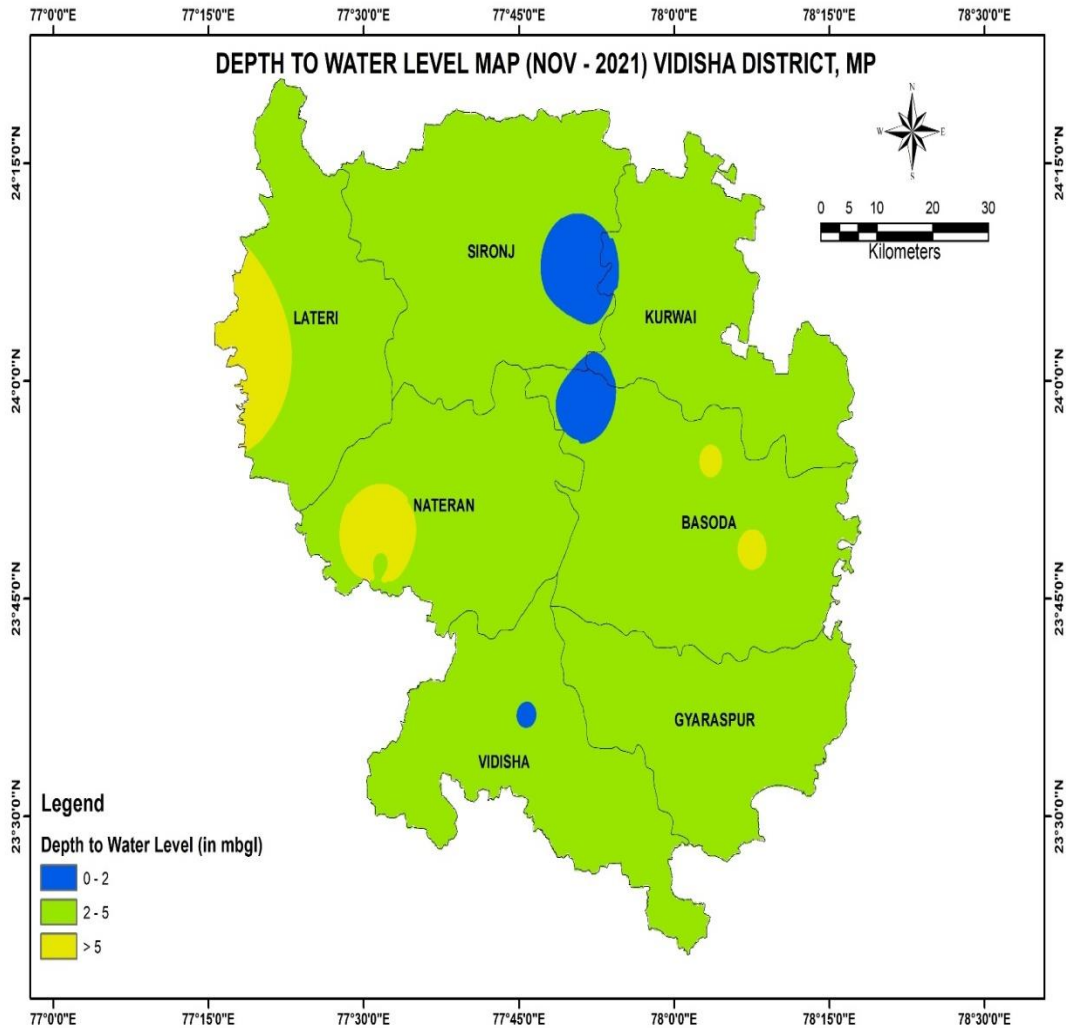 77°0'0"E 77°15'0"E 77°30'0"E 77°45'0"E 78°0'0"E 78°15'0"E 78°30'0"E
DEPTH TO WATER LEVEL MAP (NOV - 2021) VIDISHA DISTRICT, MP
N
W E
S
24°15'0"N 24°15'0"N
0 5 10 20 30
Kilometers
SIRONJ
LATERI
KURWAI
24°0'0"N 24°0'0"N
NATERAN
BASODA
23°45'0"N 23°45'0"N
GYARASPUR
VIDISHA
23°30'0"N 23°30'0"N
Legend
Depth to Water Level (in mbgl)
0 - 2
2 - 5
> 5
77°0'0"E 77°15'0"E 77°30'0"E 77°45'0"E 78°0'0"E 78°15'0"E 78°30'0"E